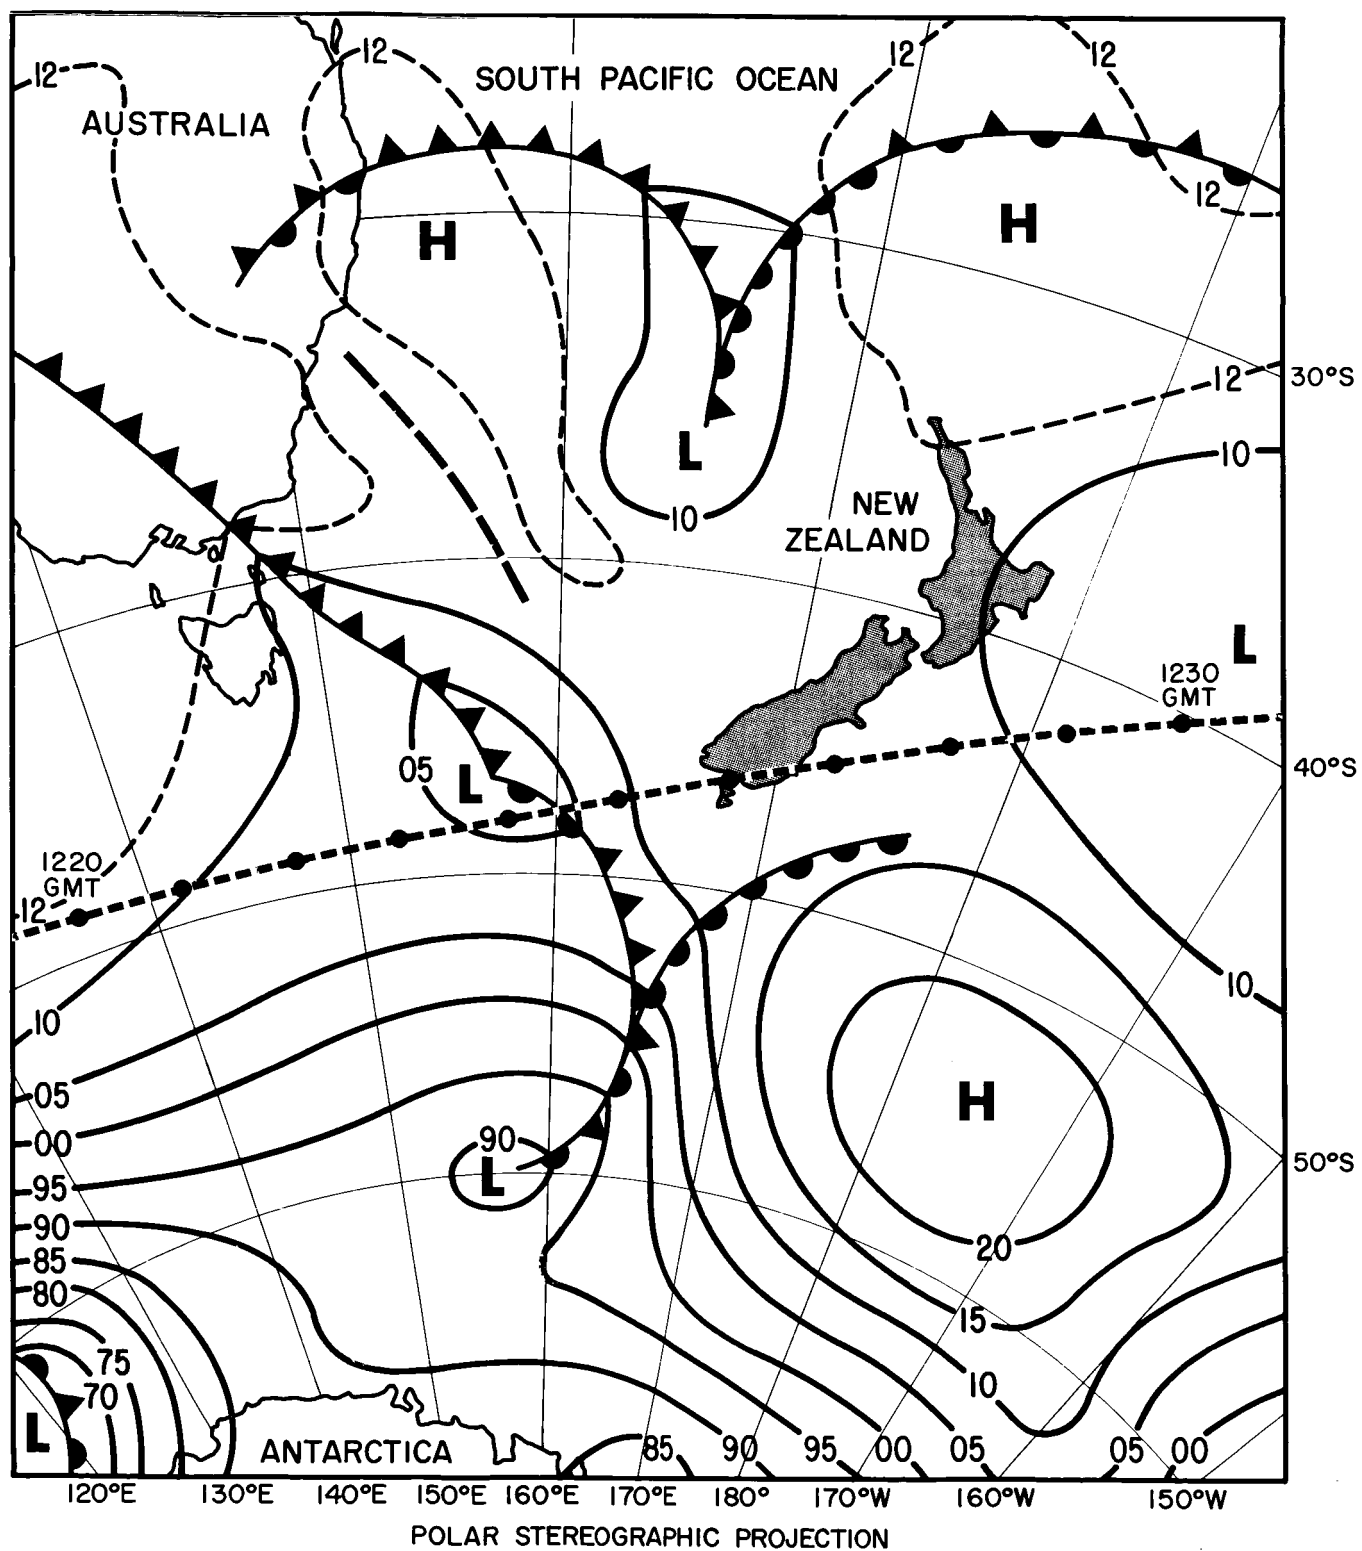 12
12
SOUTH PACIFIC OCEAN
12
12
AUSTRALIA
12
H
H
30°S
12
10
L
10
NEW
ZEALAND
L
1230
GMT
40°S
05
L
1220
GMT
12
10
10
05
00
95
90
85
80
75
70
L
90
L
H
50°S
20
15
10
ANTARCTICA
85
90
95
00
05
05
00
120°E
130°E
140°E
150°E
160°E
170°E
180°
170°W
160°W
150°W
POLAR STEREOGRAPHIC PROJECTION